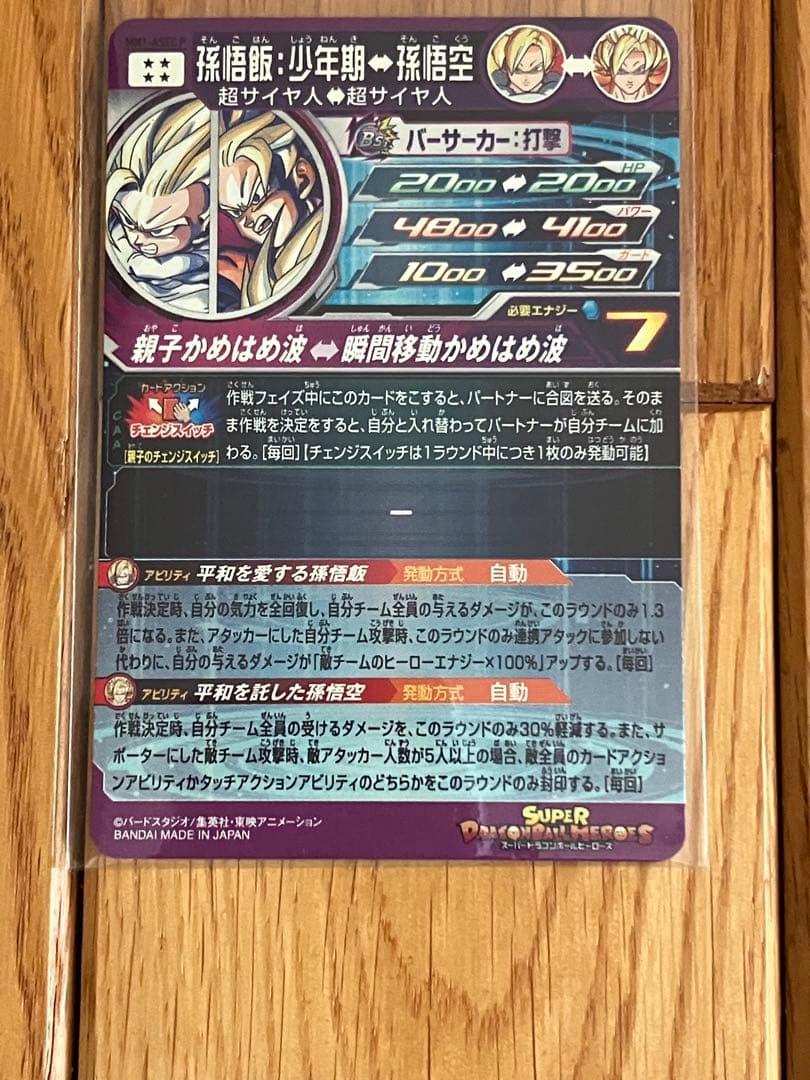 ★★
★★
孫悟飯:少年期⇔孫悟空
超サイヤ人⇔超サイヤ人
バーサーカー:打撃
HP
2000⇔2000
パワー
4800⇔4100
ガード
1000⇔3500
必要エナジー 7
親子かめはめ波⇔瞬間移動かめはめ波
CAA
カードアクション
チェンジスイッチ
[親子のチェンジスイッチ]
作戦フェイズ中にこのカードをこすると、パートナーに合図を送る。そのま
ま作戦を決定をすると、自分と入れ替わってパートナーが自分チームに加
わる。[毎回]【チェンジスイッチは1ラウンド中につき1枚のみ発動可能】
ー
アビリティ 平和を愛する孫悟飯 発動方式 自動
作戦決定時、自分の気力を全回復し、自分チーム全員の与えるダメージが、このラウンドのみ1.3
倍になる。また、アタッカーにした自分チーム攻撃時、このラウンドのみ連携アタックに参加しない
代わりに、自分の与えるダメージが「敵チームのヒーローエナジー×100%」アップする。[毎回]
アビリティ 平和を託した孫悟空 発動方式 自動
作戦決定時、自分チーム全員の受けるダメージを、このラウンドのみ30%軽減する。また、サ
ポーターにした敵チーム攻撃時、敵アタッカー人数が5人以上の場合、敵全員のカードアクショ
ンアビリティかタッチアクションアビリティのどちらかをこのラウンドのみ封印する。[毎回]
©バードスタジオ/集英社・東映アニメーション
BANDAI MADE IN JAPAN
SUPER
DRAGONBALL HEROES
スーパードラゴンボールヒーローズ